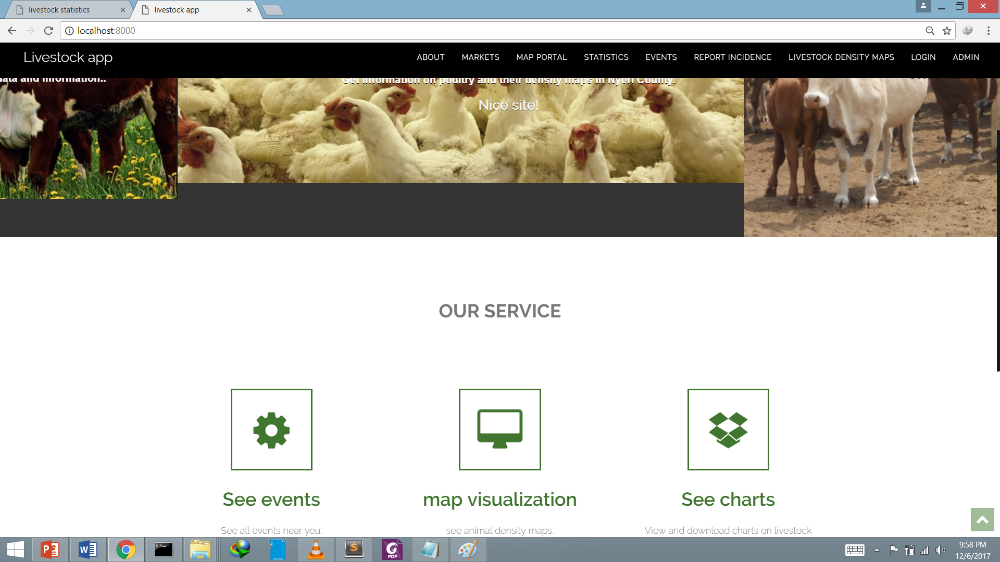 livestock statistics
livestock app
localhost:8000
Livestock app
ABOUT MARKETS MAP PORTAL STATISTICS EVENTS REPORT INCIDENCE LIVESTOCK DENSITY MAPS LOGIN ADMIN
data and information..
Get information on poultry and their density maps in Nyeri County.
Nice site!
OUR SERVICE
See events
map visualization
See charts
See all events near you.
see animal density maps.
View and download charts on livestock
9:58 PM
12/6/2017